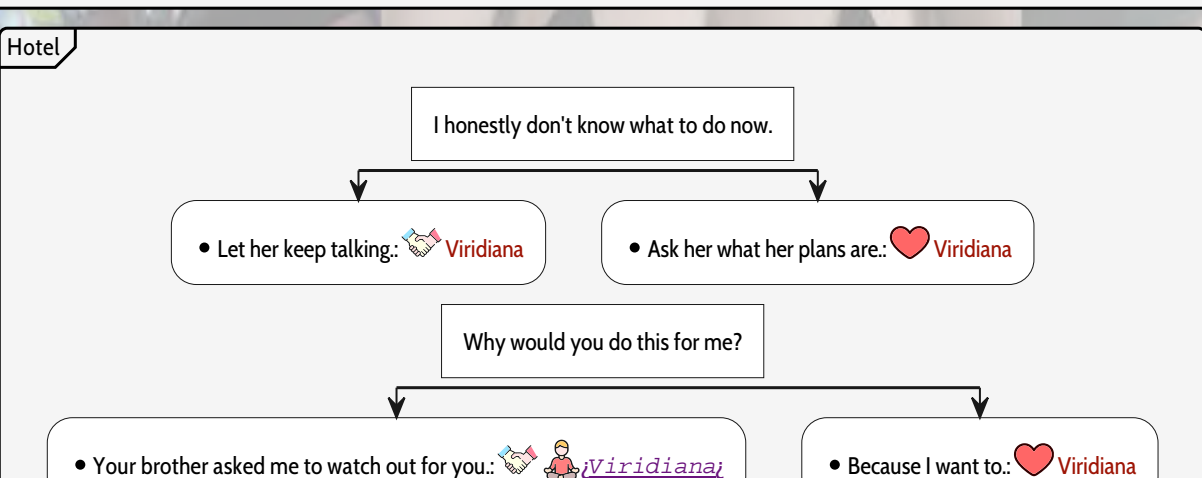 Hotel
I honestly don't know what to do now.
• Let her keep talking.: Viridiana
• Ask her what her plans are.: Viridiana
Why would you do this for me?
• Your brother asked me to watch out for you.: ¡Viridiana¡
• Because I want to.: Viridiana